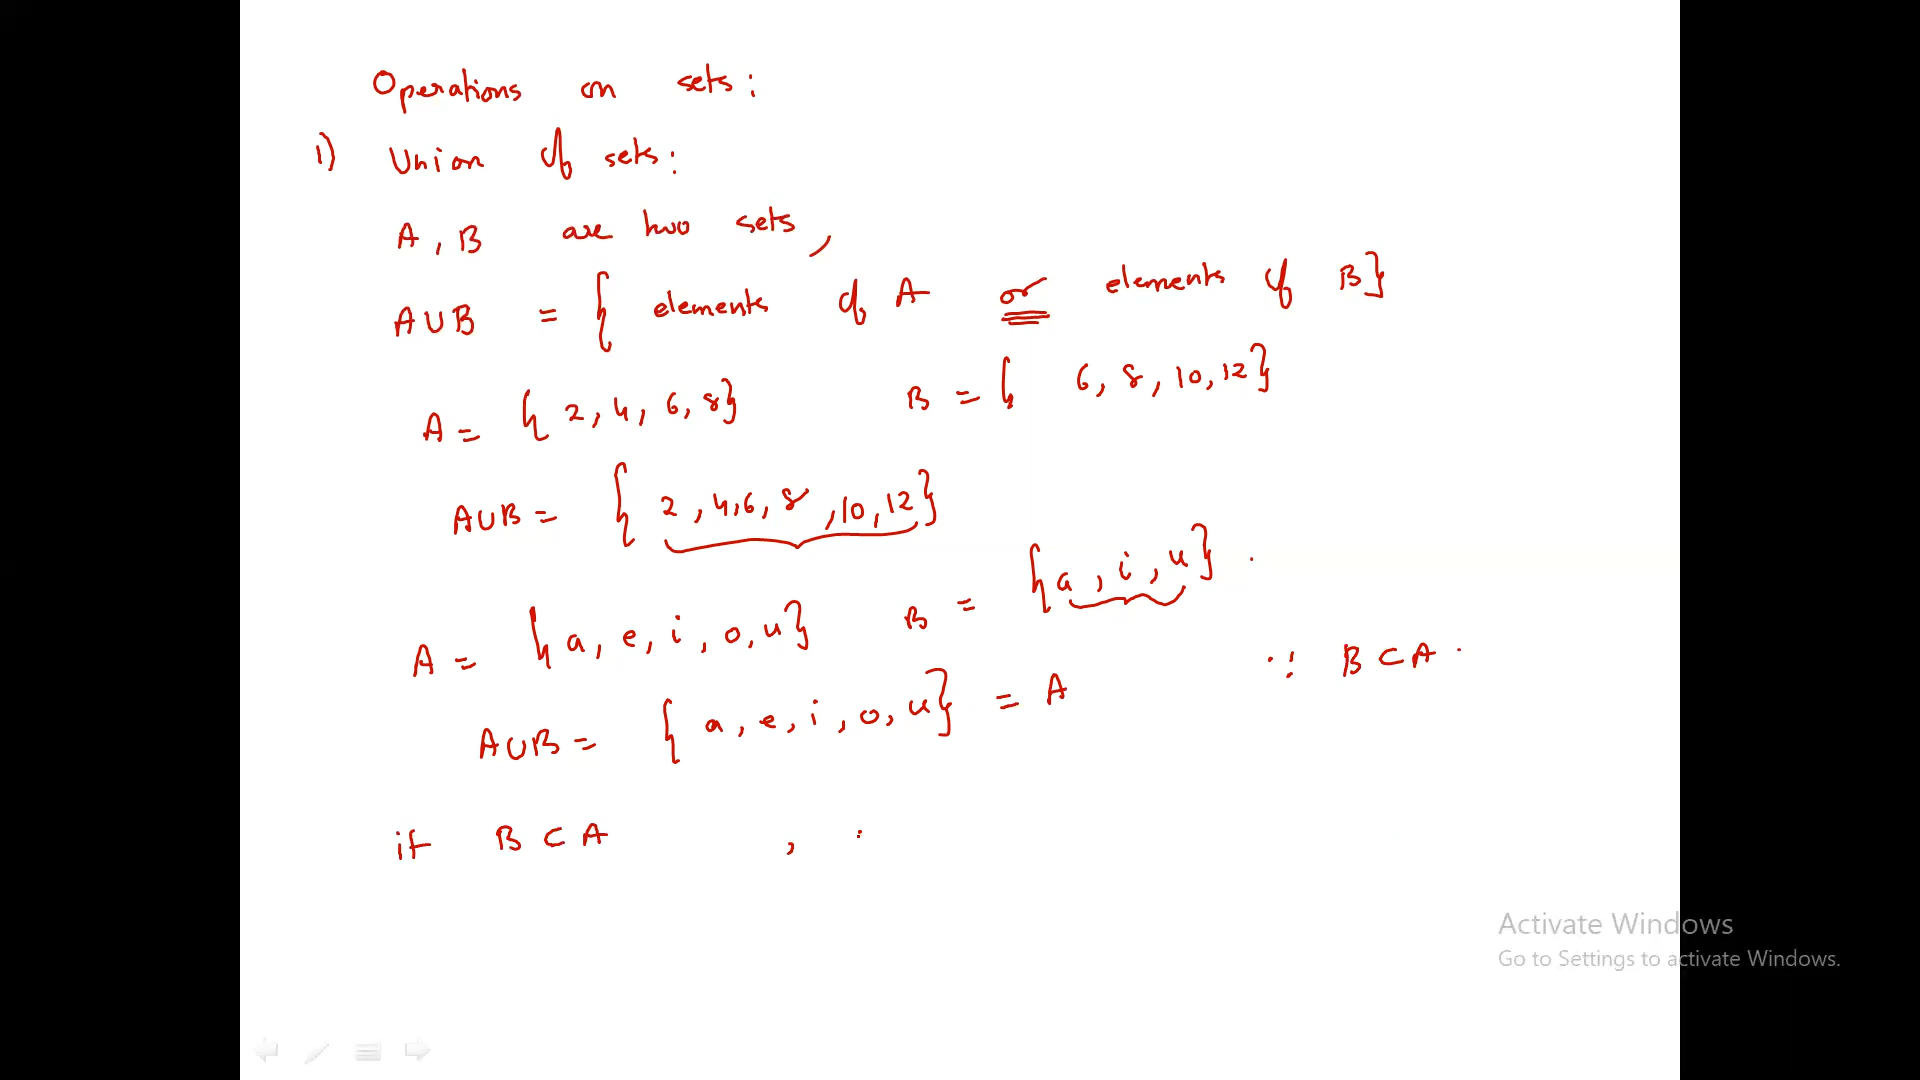 Operations on sets:
1) Union of sets:
A, B are two sets,
A∪B = { elements of A or elements of B}
A = { 2, 4, 6, 8} B = { 6, 8, 10, 12}
A∪B = { 2, 4, 6, 8, 10, 12}
A = { a, e, i, o, u} B = { a, i, u}.
A∪B = { a, e, i, o, u} = A ∵ B ⊂ A.
if B ⊂ A ,
Activate Windows
Go to Settings to activate Windows.